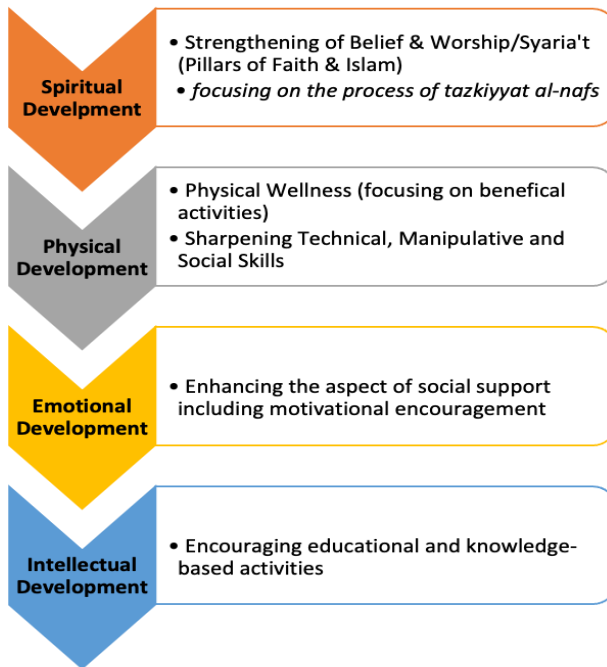 Spiritual
Develpment
• Strengthening of Belief & Worship/Syaria't
(Pillars of Faith & Islam)
• focusing on the process of tazkiyyat al-nafs
Physical
Development
• Physical Wellness (focusing on benefical
activities)
• Sharpening Technical, Manipulative and
Social Skills
Emotional
Development
• Enhancing the aspect of social support
including motivational encouragement
Intellectual
Development
• Encouraging educational and knowledge-
based activities